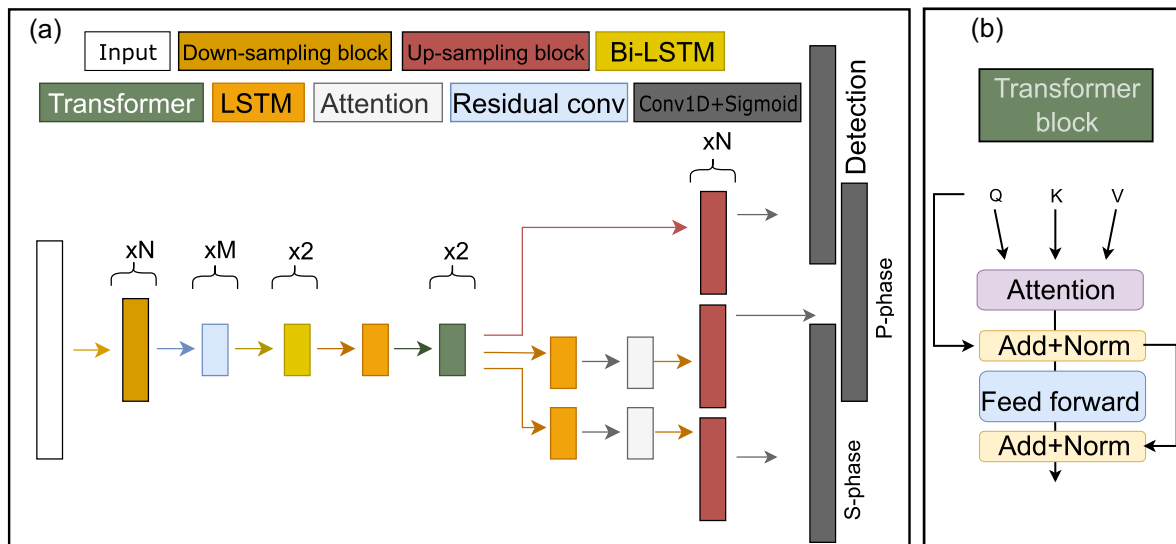 (a)
Input
Down-sampling block
Up-sampling block
Bi-LSTM
Transformer
LSTM
Attention
Residual conv
Conv1D+Sigmoid
xN
xM
x2
x2
xN
Detection
P-phase
S-phase
(b)
Transformer
block
Q K V
Attention
Add+Norm
Feed forward
Add+Norm